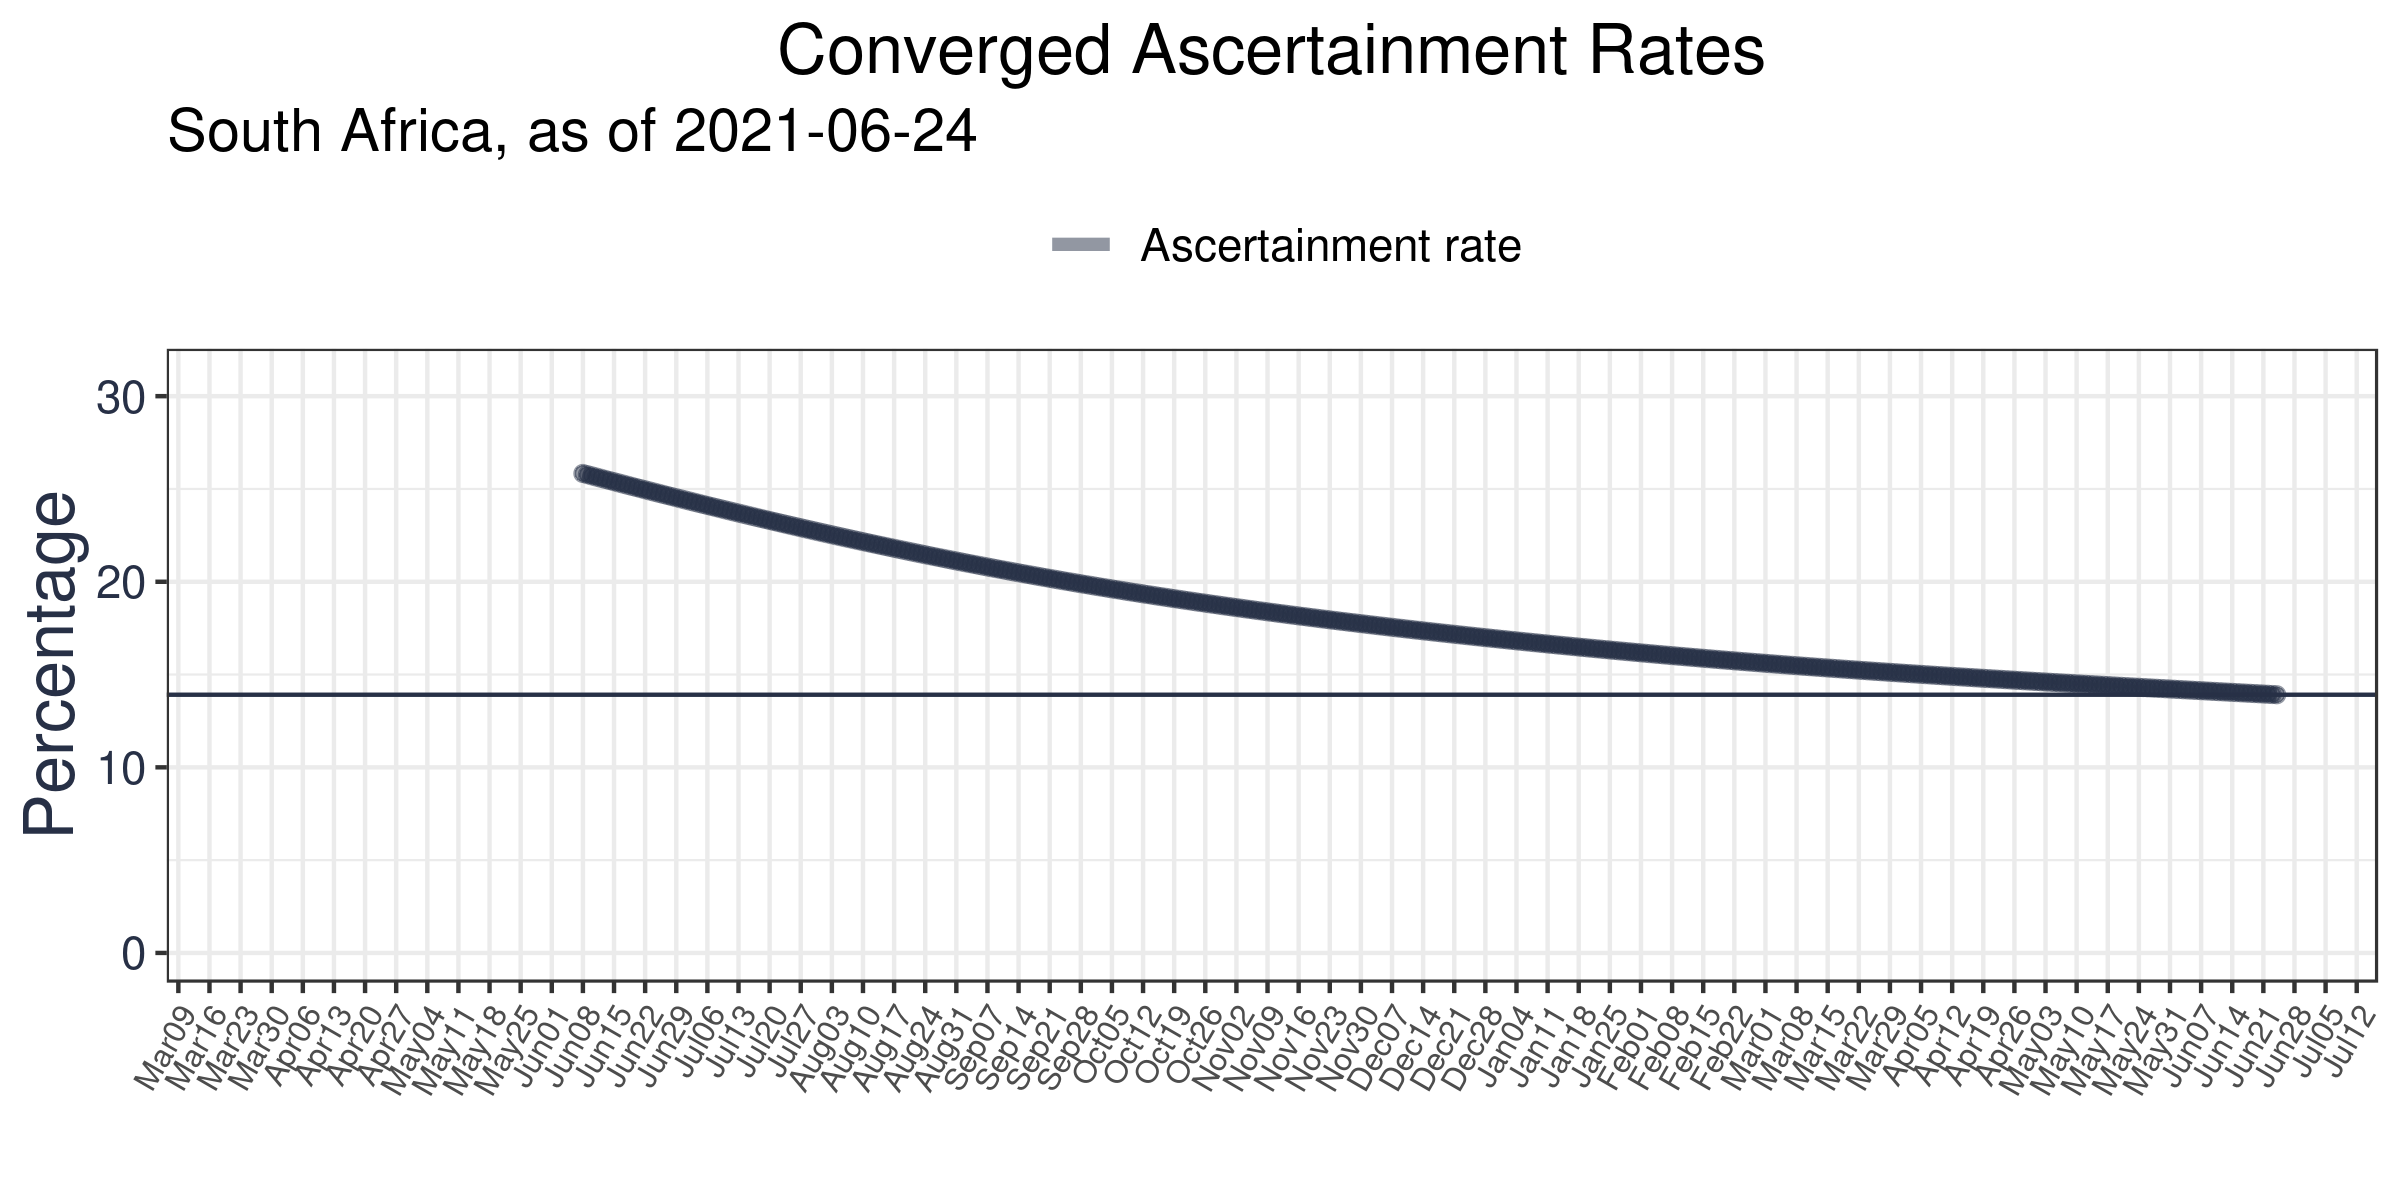 Converged Ascertainment Rates
South Africa, as of 2021-06-24
Ascertainment rate
Percentage
30
20
10
0
Mar09
Mar16
Mar23
Mar30
Apr06
Apr13
Apr20
Apr27
May04
May11
May18
May25
Jun01
Jun08
Jun15
Jun22
Jun29
Jul06
Jul13
Jul20
Jul27
Aug03
Aug10
Aug17
Aug24
Aug31
Sep07
Sep14
Sep21
Sep28
Oct05
Oct12
Oct19
Oct26
Nov02
Nov09
Nov16
Nov23
Nov30
Dec07
Dec14
Dec21
Dec28
Jan04
Jan11
Jan18
Jan25
Feb01
Feb08
Feb15
Feb22
Mar01
Mar08
Mar15
Mar22
Mar29
Apr05
Apr12
Apr19
Apr26
May03
May10
May17
May24
May31
Jun07
Jun14
Jun21
Jun28
Jul05
Jul12